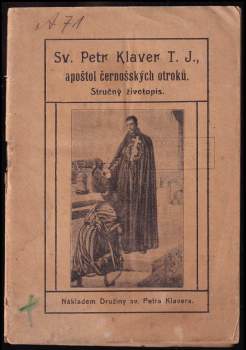 Sv. Petr Klaver T. J.,
apoštol černošských otroků.
Stručný životopis.
Nákladem Družiny sv. Petra Klavera.